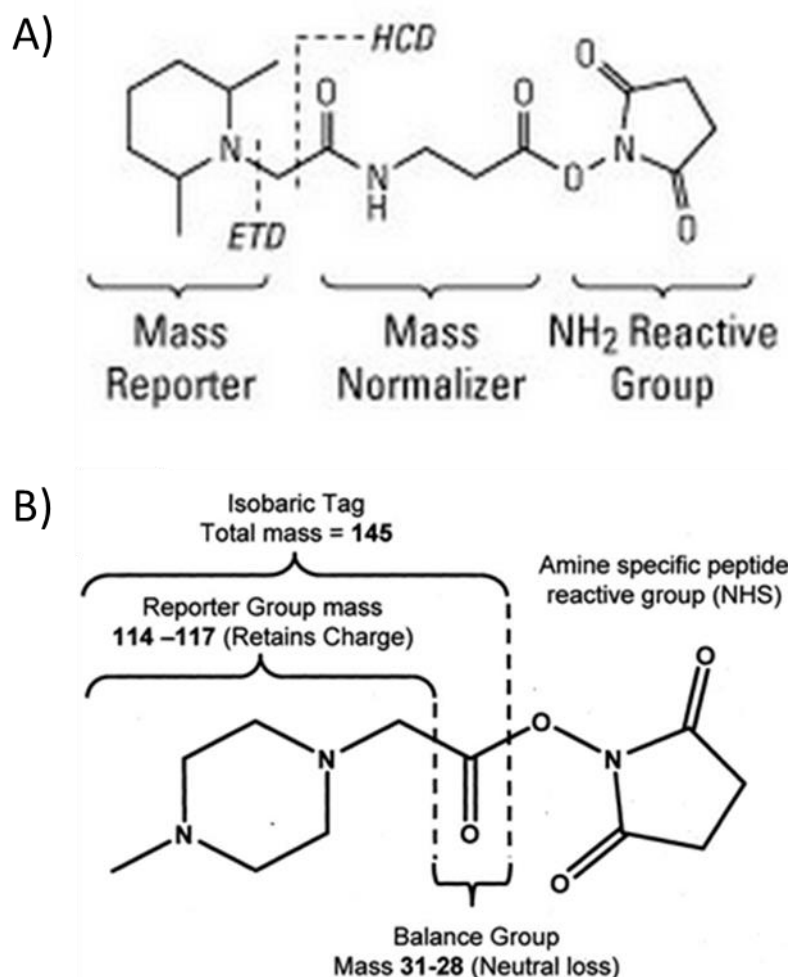 A)
HCD
O
O
O
N
N
O
N
H
O
ETD
Mass
Reporter
Mass
Normalizer
NH₂ Reactive
Group
B)
Isobaric Tag
Total mass = 145
Amine specific peptide
reactive group (NHS)
Reporter Group mass
114 –117 (Retains Charge)
O
O
N
N
N
O
O
Balance Group
Mass 31-28 (Neutral loss)